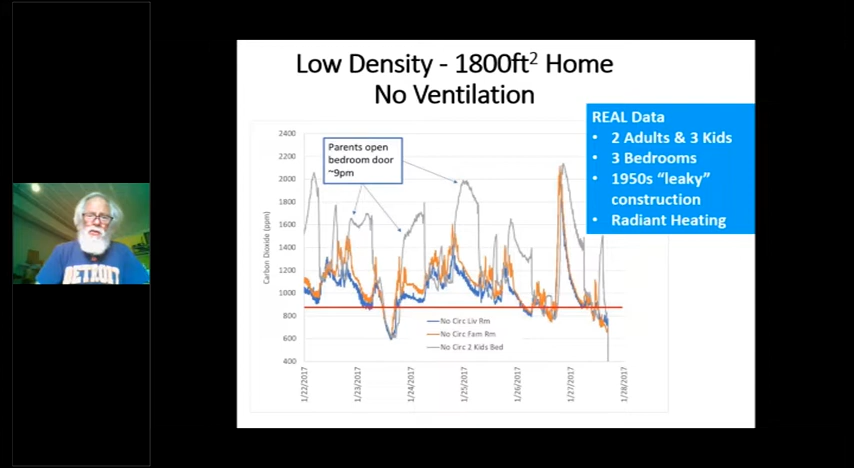 Low Density - 1800ft² Home
No Ventilation
REAL Data
• 2 Adults & 3 Kids
• 3 Bedrooms
• 1950s “leaky”
construction
• Radiant Heating
Parents open
bedroom door
~9pm
Carbon Dioxide (ppm)
2400
2200
2000
1800
1600
1400
1200
1000
800
600
400
No Circ Liv Rm
No Circ Fam Rm
No Circ 2 Kids Bed
1/22/2017
1/23/2017
1/24/2017
1/25/2017
1/26/2017
1/27/2017
1/28/2017
DETROIT